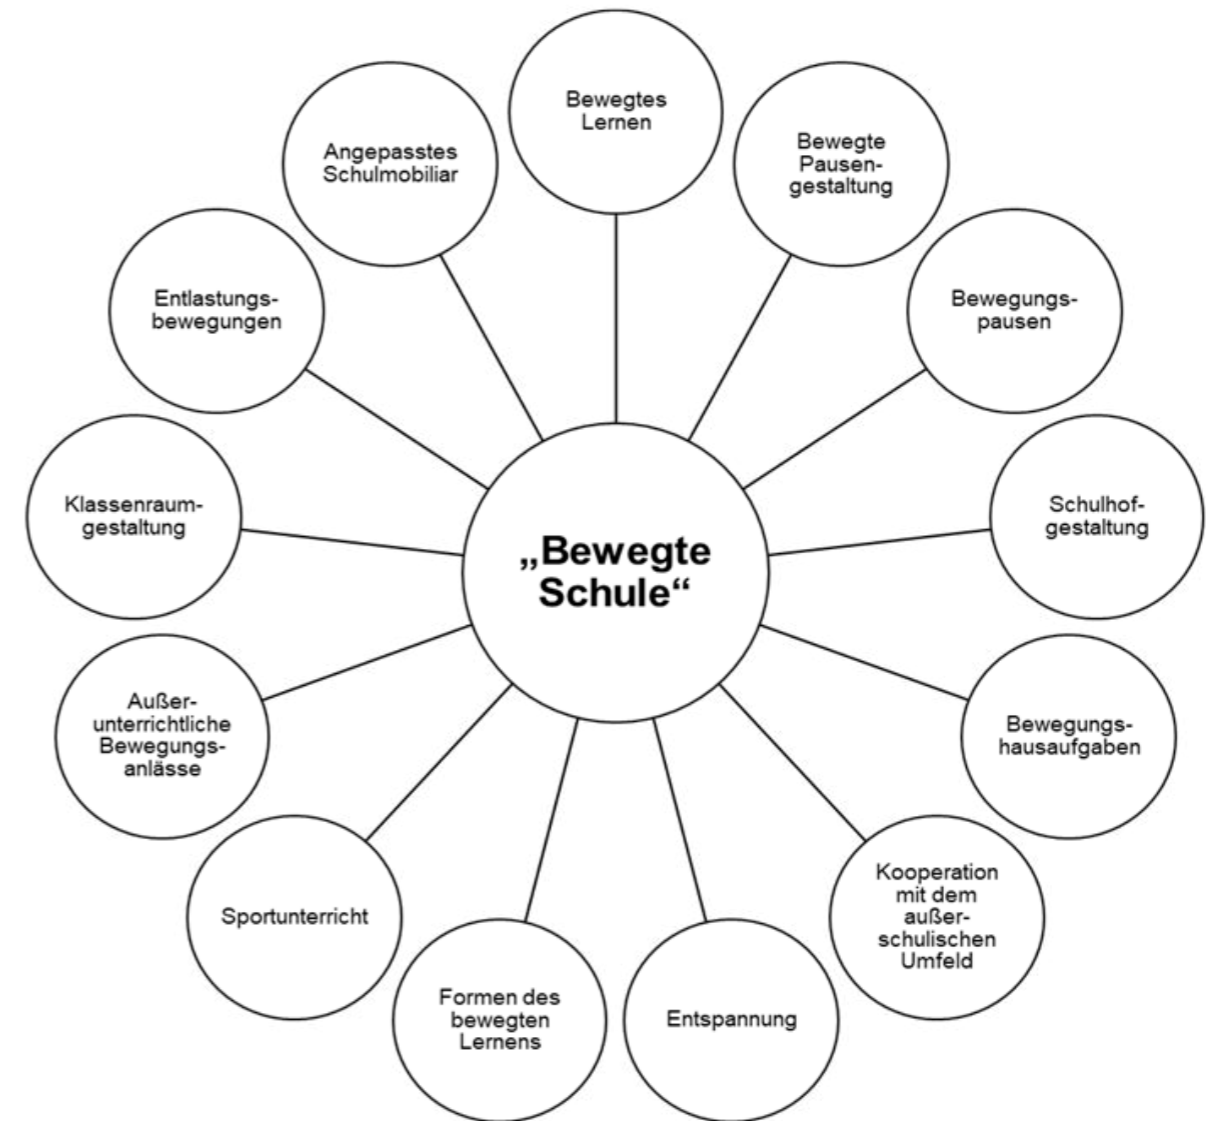 Bewegtes
Lernen
Bewegte
Pausen-
gestaltung
Bewegungs-
pausen
Schulhof-
gestaltung
Bewegungs-
hausaufgaben
Kooperation
mit dem
außer-
schulischen
Umfeld
Entspannung
Formen des
bewegten
Lernens
Sportunterricht
Außer-
unterrichtliche
Bewegungs-
anlässe
Klassenraum-
gestaltung
Entlastungs-
bewegungen
Angepasstes
Schulmobiliar
„Bewegte
Schule“